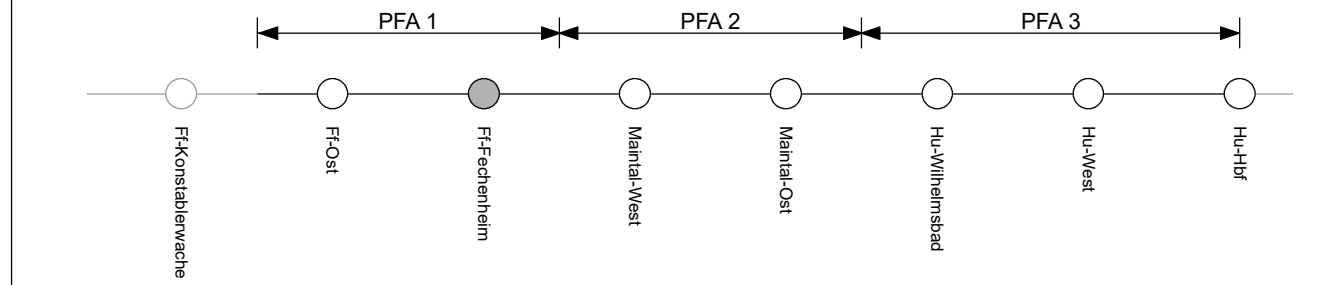 PFA 1
PFA 2
PFA 3
Ff-Konstablerwache
Ff-Ost
Ff-Fechenheim
Maintal-West
Maintal-Ost
Hu-Wilhelmsbad
Hu-West
Hu-Hbf